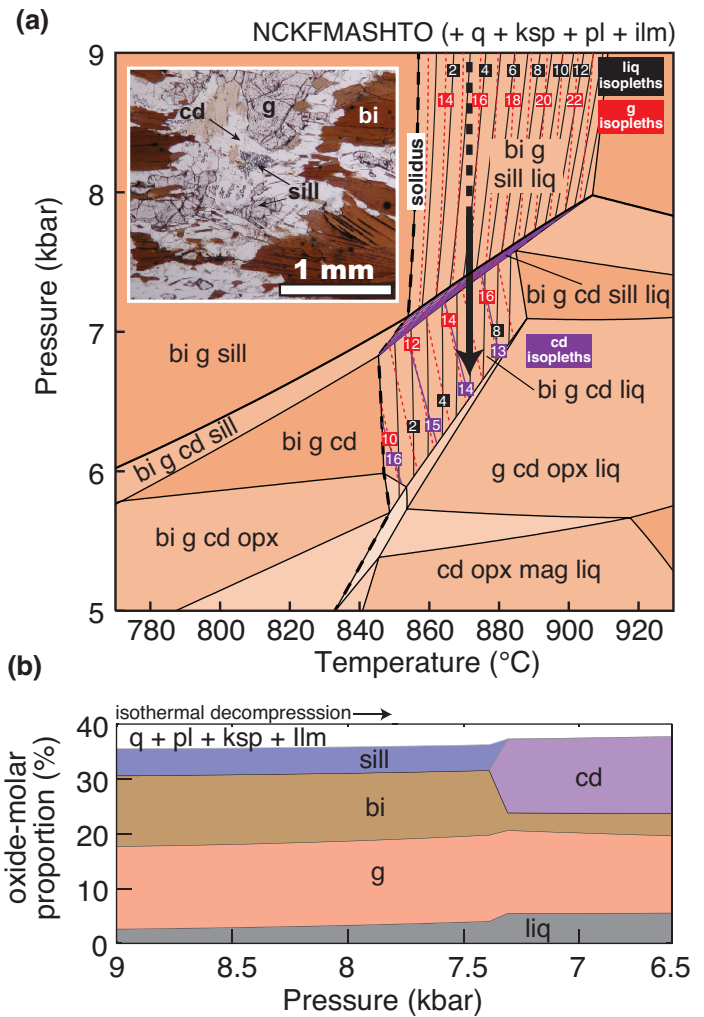 (a)
NCKFMASHTO (+ q + ksp + pl + ilm)
9
8
7
6
5
Pressure (kbar)
cd
g
bi
sill
1 mm
solidus
2
4
6
8
10
12
liq
isopleths
14
16
18
20
22
g
isopleths
bi g
sill liq
bi g cd sill liq
16
14
12
8
13
cd
isopleths
bi g cd liq
14
4
2
15
10
16
bi g sill
bi g cd sill
bi g cd
bi g cd opx
g cd opx liq
cd opx mag liq
780
800
820
840
860
880
900
920
Temperature (°C)
(b)
isothermal decompresssion
40
30
20
10
0
oxide-molar
proportion (%)
q + pl + ksp + Ilm
sill
cd
bi
g
liq
9
8.5
8
7.5
7
6.5
Pressure (kbar)